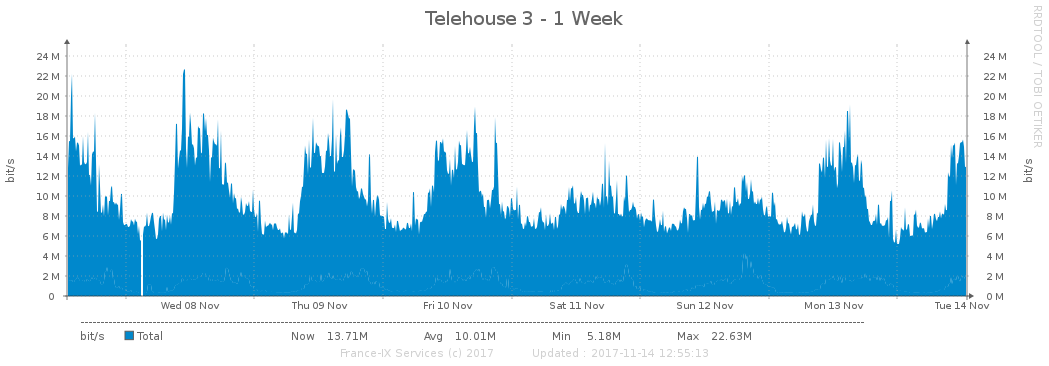 Telehouse 3 - 1 Week
RRDTOOL / TOBI OETIKER
bit/s
24 M 24 M
22 M 22 M
20 M 20 M
18 M 18 M
16 M 16 M
14 M 14 M
12 M 12 M
10 M 10 M
8 M 8 M
6 M 6 M
4 M 4 M
2 M 2 M
0 0 M
bit/s
Wed 08 Nov Thu 09 Nov Fri 10 Nov Sat 11 Nov Sun 12 Nov Mon 13 Nov Tue 14 Nov
bit/s Total Now 13.71M Avg 10.01M Min 5.18M Max 22.63M
France-IX Services (c) 2017 Updated : 2017-11-14 12:55:13